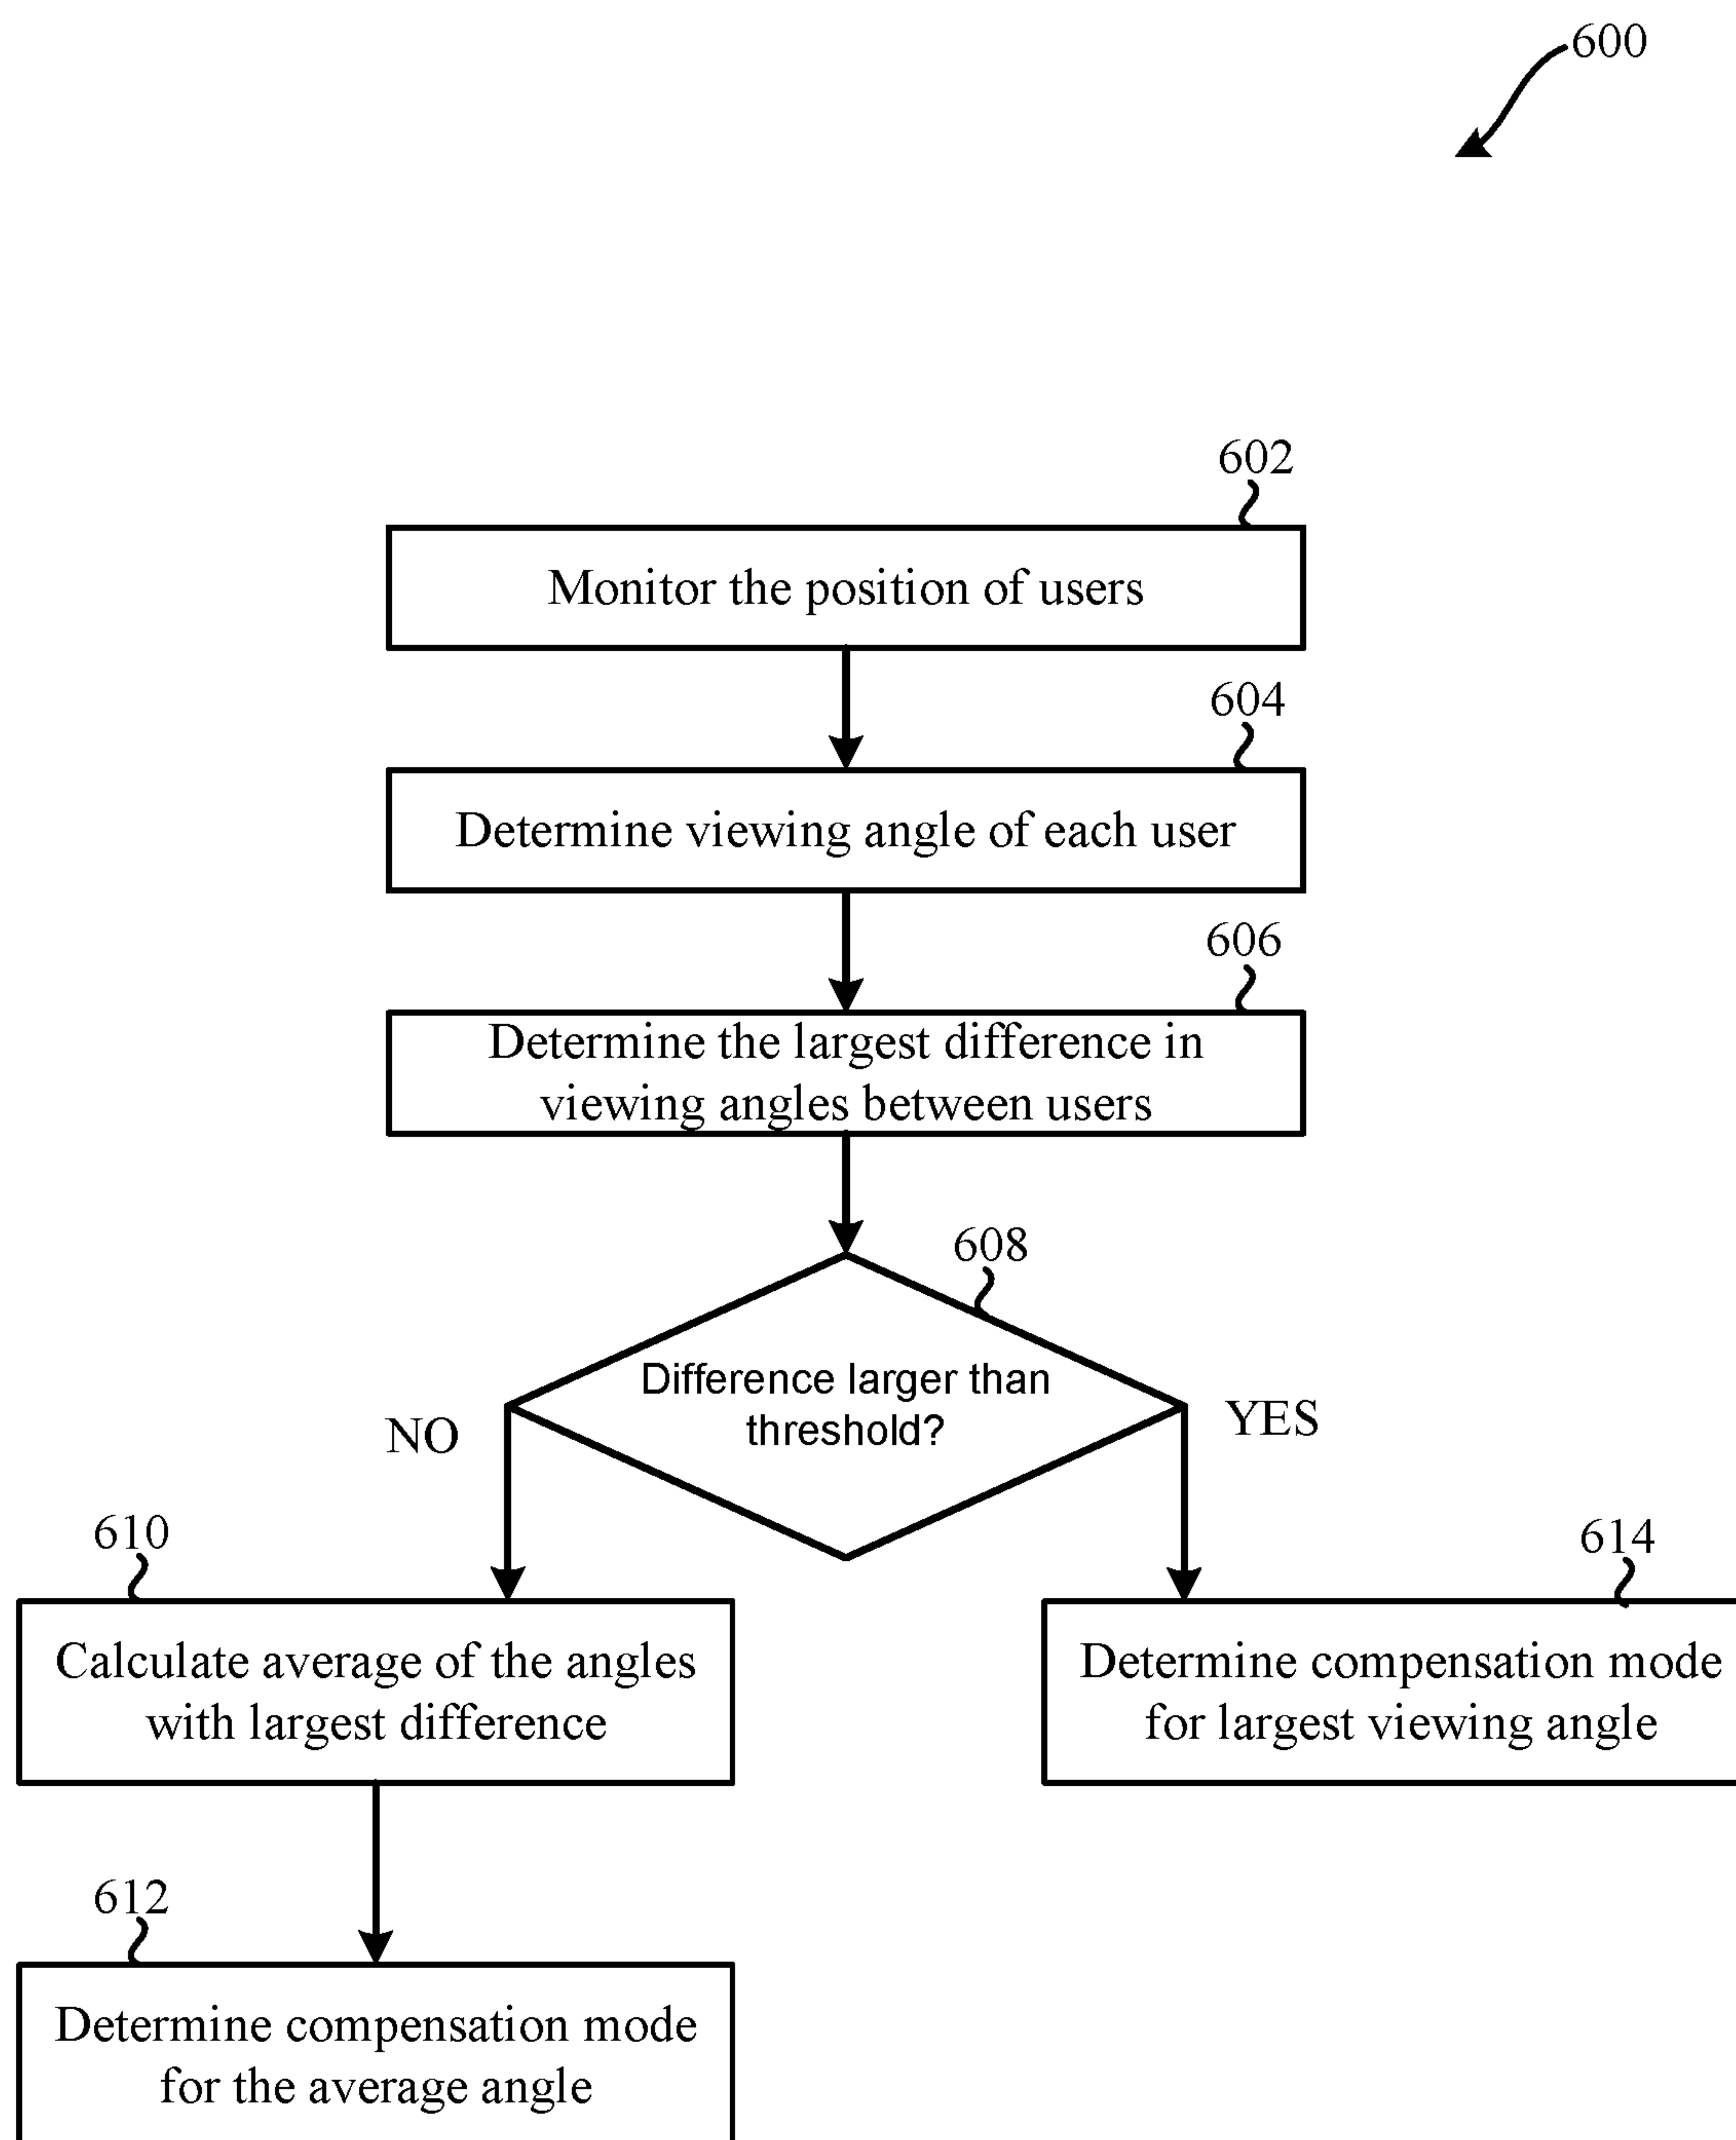 600
602
Monitor the position of users
604
Determine viewing angle of each user
606
Determine the largest difference in
viewing angles between users
608
Difference larger than
threshold?
NO
YES
610
Calculate average of the angles
with largest difference
614
Determine compensation mode
for largest viewing angle
612
Determine compensation mode
for the average angle